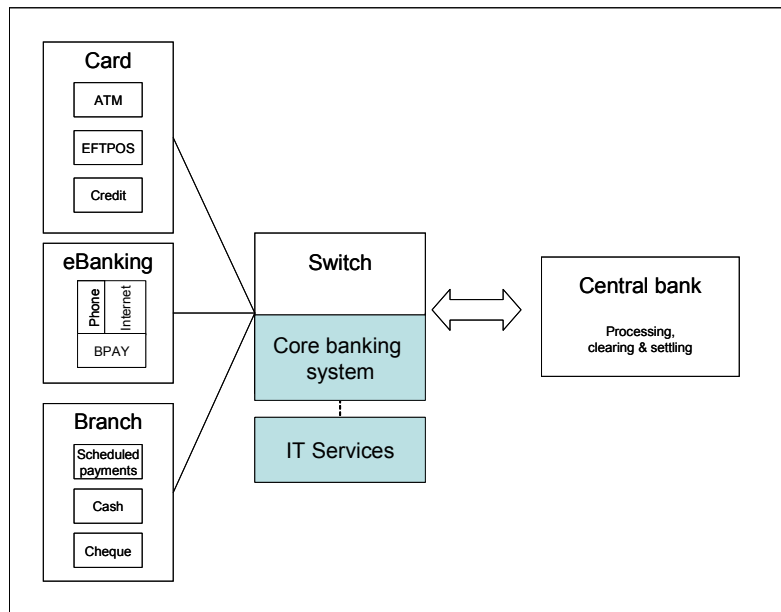 Card
ATM
EFTPOS
Credit
eBanking
Phone
Internet
BPAY
Branch
Scheduled
payments
Cash
Cheque
Switch
Core banking
system
IT Services
Central bank
Processing,
clearing & settling